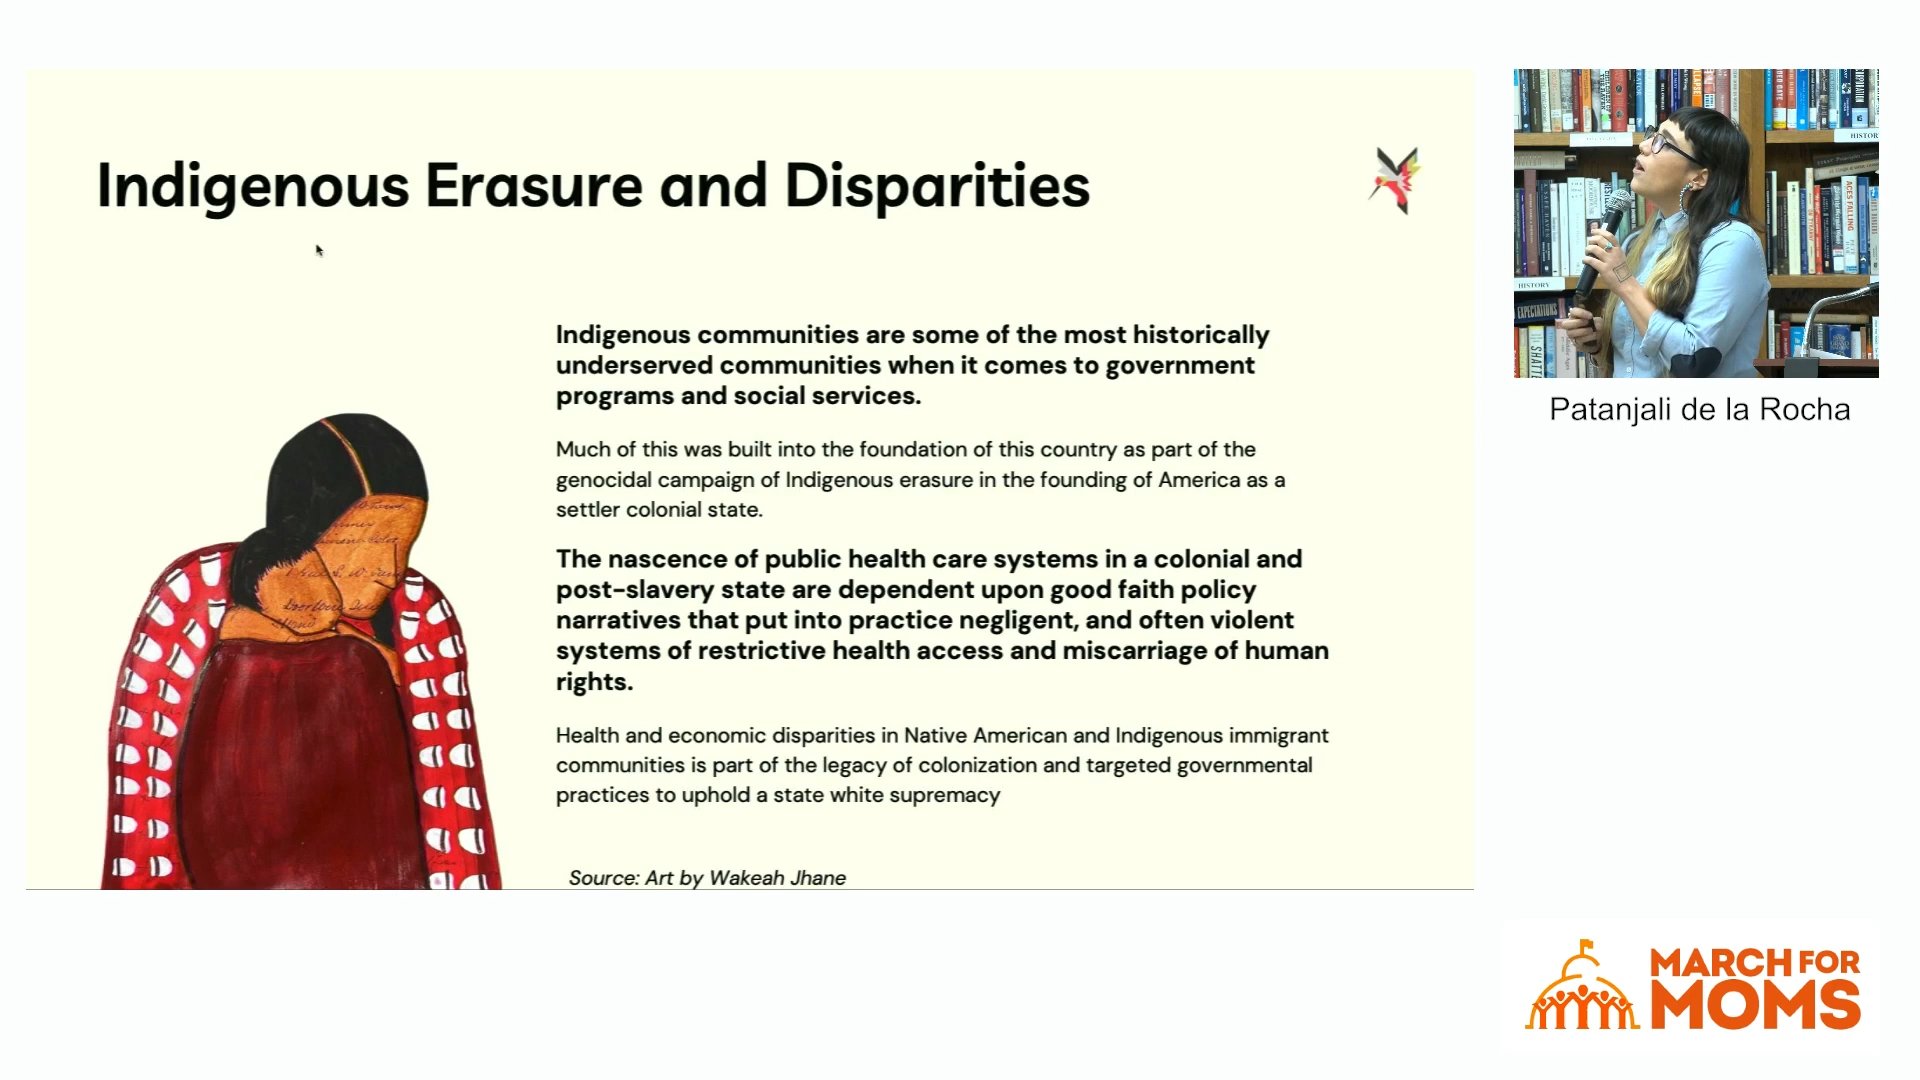 Indigenous Erasure and Disparities
Indigenous communities are some of the most historically
underserved communities when it comes to government
programs and social services.
Much of this was built into the foundation of this country as part of the
genocidal campaign of Indigenous erasure in the founding of America as a
settler colonial state.
The nascence of public health care systems in a colonial and
post-slavery state are dependent upon good faith policy
narratives that put into practice negligent, and often violent
systems of restrictive health access and miscarriage of human
rights.
Health and economic disparities in Native American and Indigenous immigrant
communities is part of the legacy of colonization and targeted governmental
practices to uphold a state white supremacy
Source: Art by Wakeah Jhane
HISTORY
EXPECTATIONS
Patanjali de la Rocha
MARCH FOR
MOMS